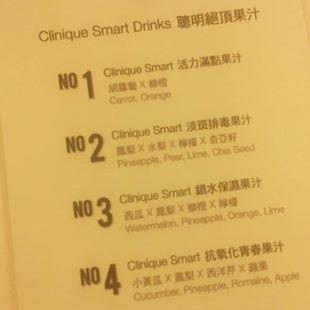 Clinique Smart Drinks 聰明絕頂果汁
NO 1 Clinique Smart 活力滿點果汁
胡蘿蔔 X 柳橙
Carrot, Orange
NO 2 Clinique Smart 淡斑排毒果汁
鳳梨 X 水梨 X 檸檬 X 奇亞籽
Pineapple, Pear, Lime, Chia Seed
NO 3 Clinique Smart 鎖水保濕果汁
西瓜 X 鳳梨 X 柳橙 X 檸檬
Watermelon, Pineapple, Orange, Lime
NO 4 Clinique Smart 抗氧化青春果汁
小黃瓜 X 鳳梨 X 西洋芹 X 蘋果
Cucumber, Pineapple, Romaine, Apple